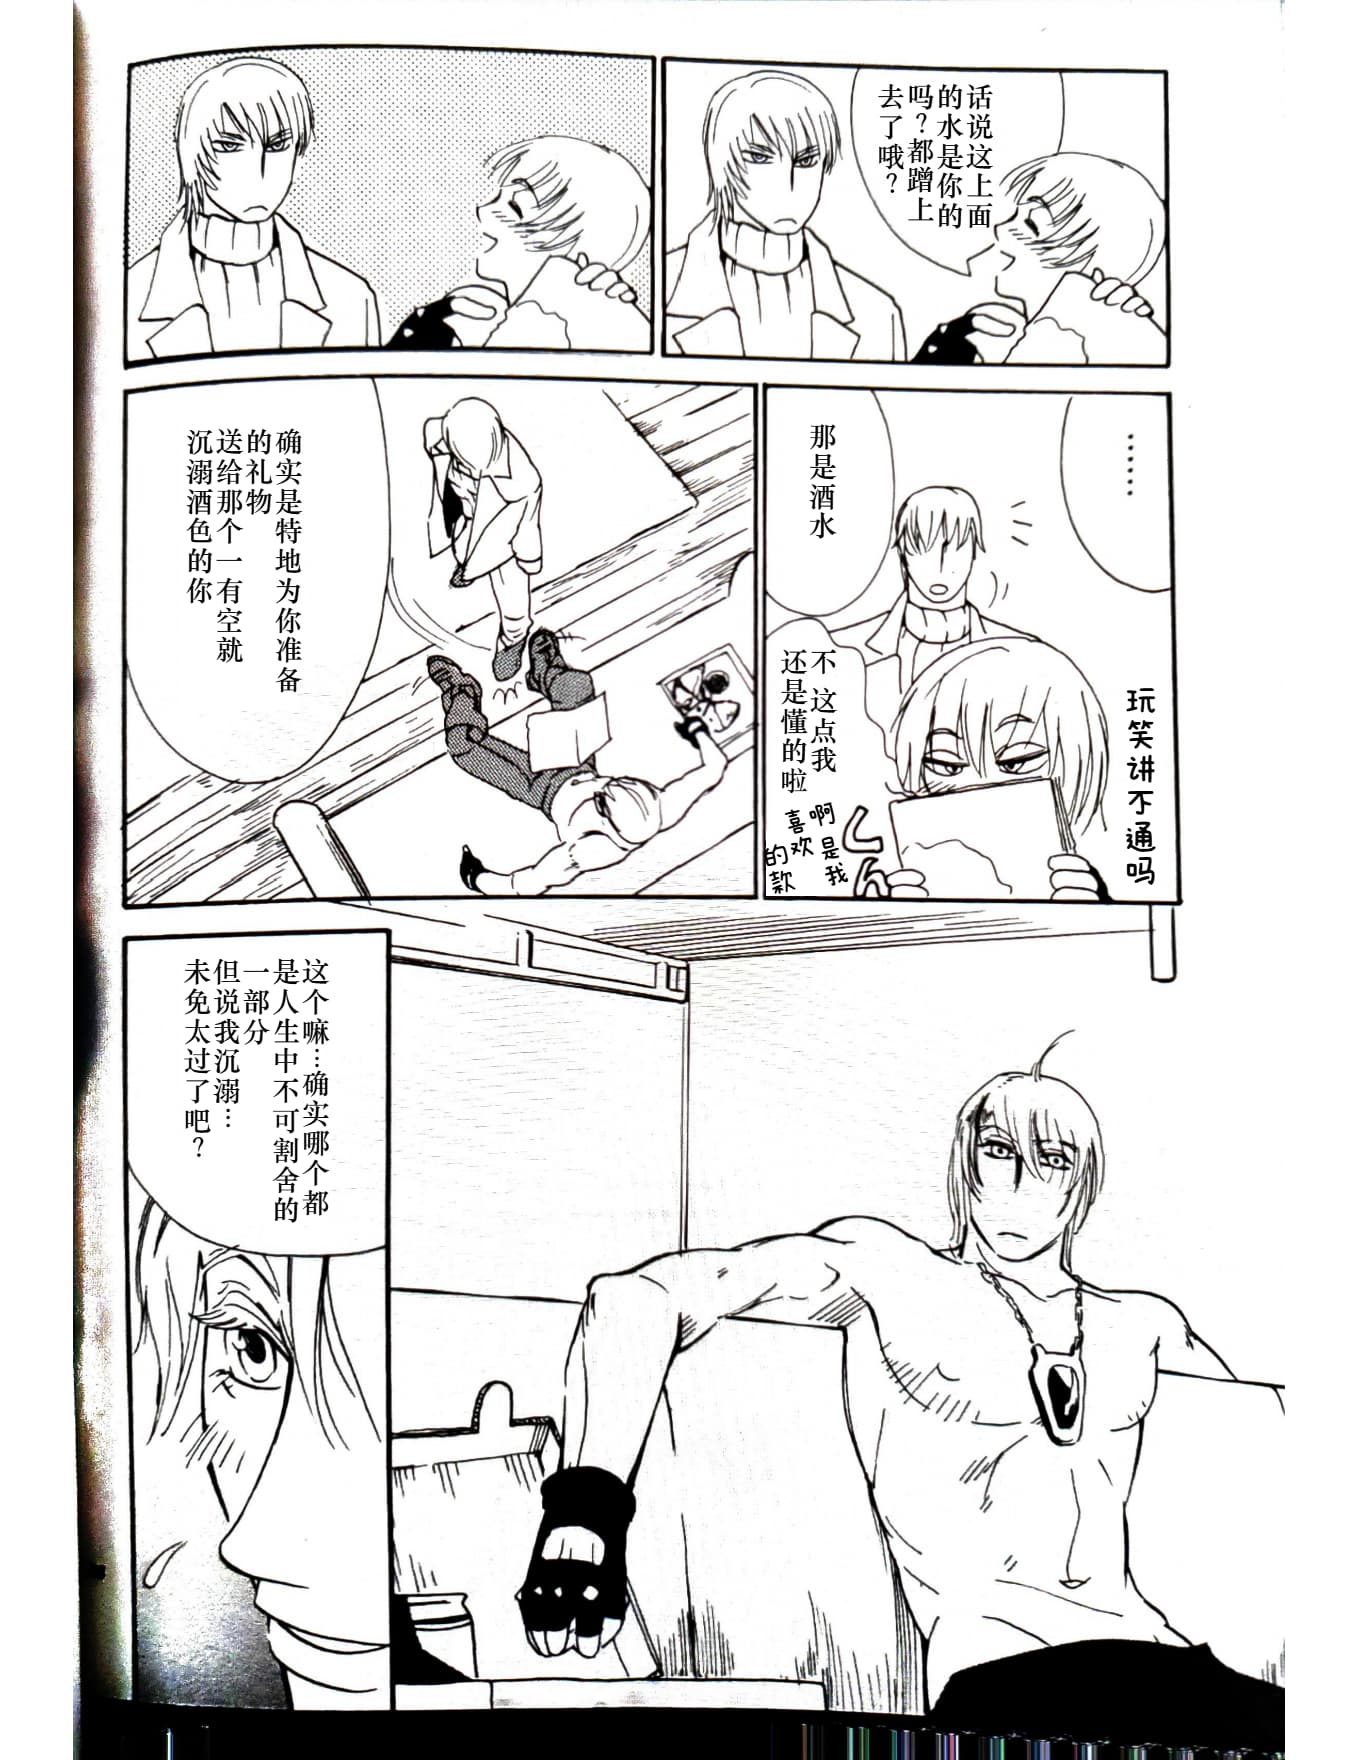 话说这上面
的水是你的
吗？都蹭上
去了哦？
……
那是酒水
玩笑讲不通吗
不 这点我
还是懂的啦
啊是我
喜欢
的款
确实是特地为你准备
的礼物
送给那个一有空就
沉溺酒色的你
这个嘛…确实哪个都
是人生中不可割舍的
一部分
但说我沉溺…
未免太过了吧？